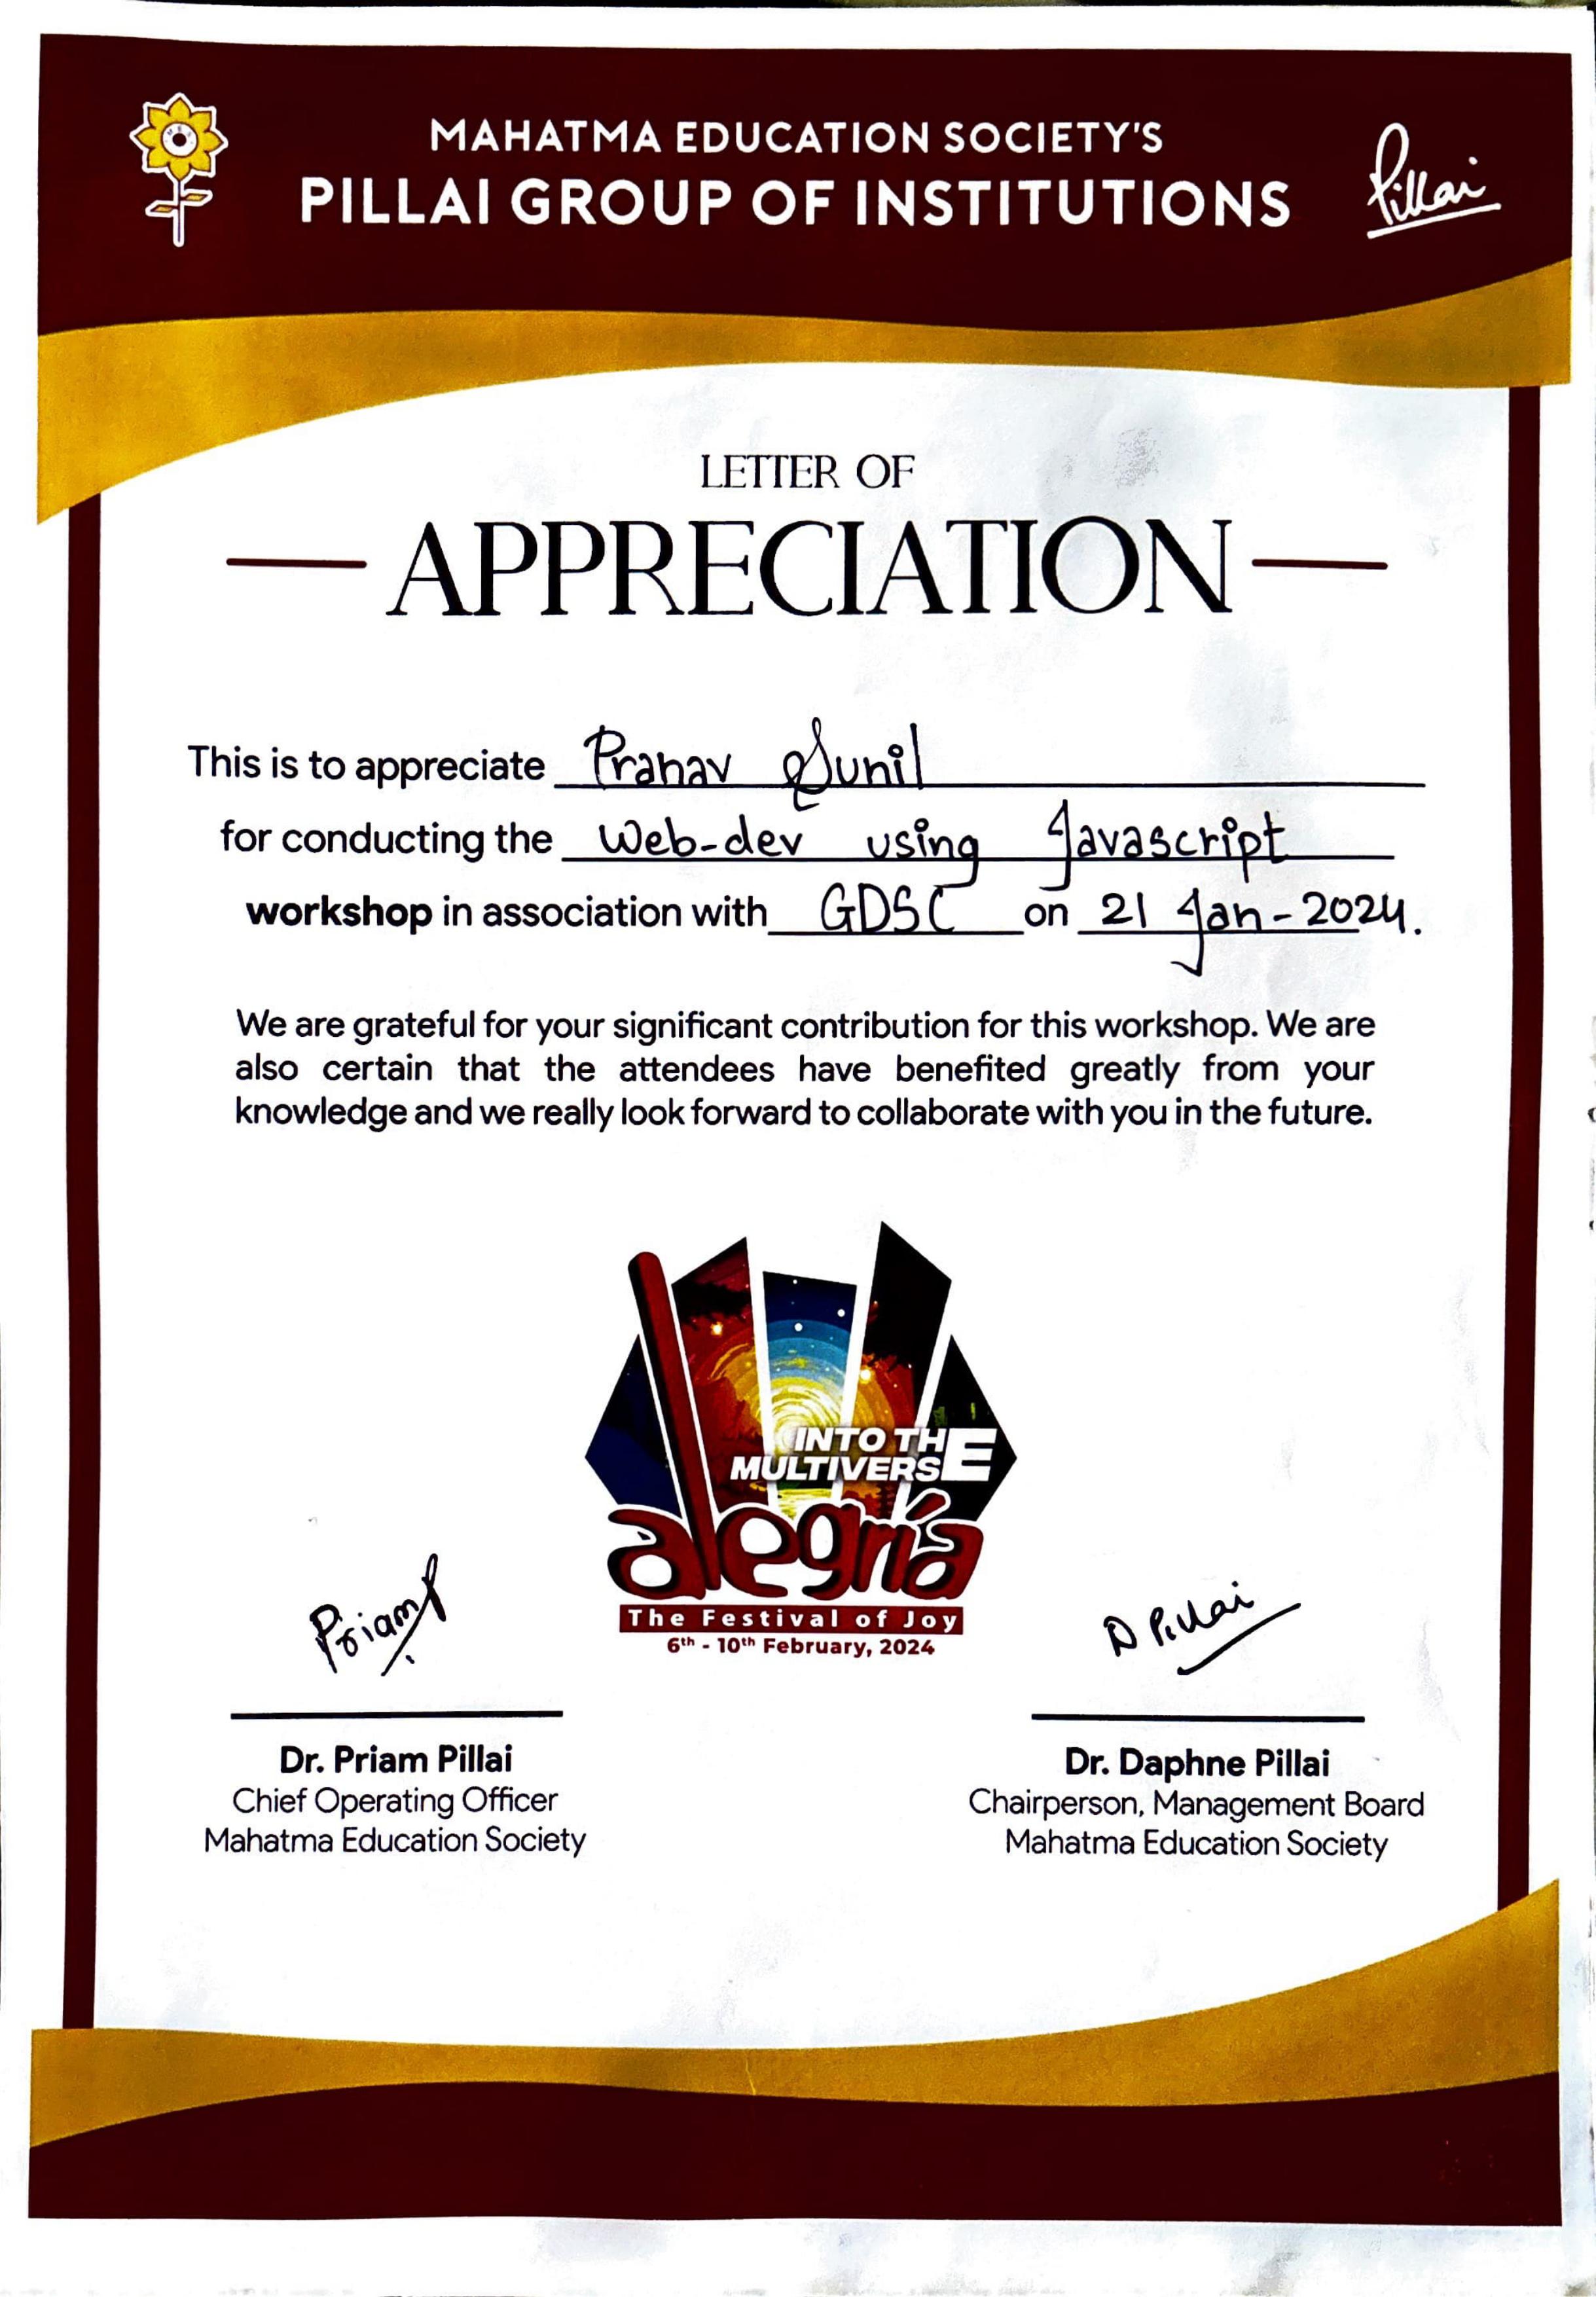 MAHATMA EDUCATION SOCIETY'S
PILLAI GROUP OF INSTITUTIONS
Pillai
LETTER OF
APPRECIATION
This is to appreciate Pranav Sunil
for conducting the Web-dev using Javascript
workshop in association with GDSC on 21 Jan-2024.
We are grateful for your significant contribution for this workshop. We are
also certain that the attendees have benefited greatly from your
knowledge and we really look forward to collaborate with you in the future.
INTO THE
MULTIVERSE
alegría
The Festival of Joy
6th - 10th February, 2024
PriamP
D Pillai
Dr. Priam Pillai
Chief Operating Officer
Mahatma Education Society
Dr. Daphne Pillai
Chairperson, Management Board
Mahatma Education Society